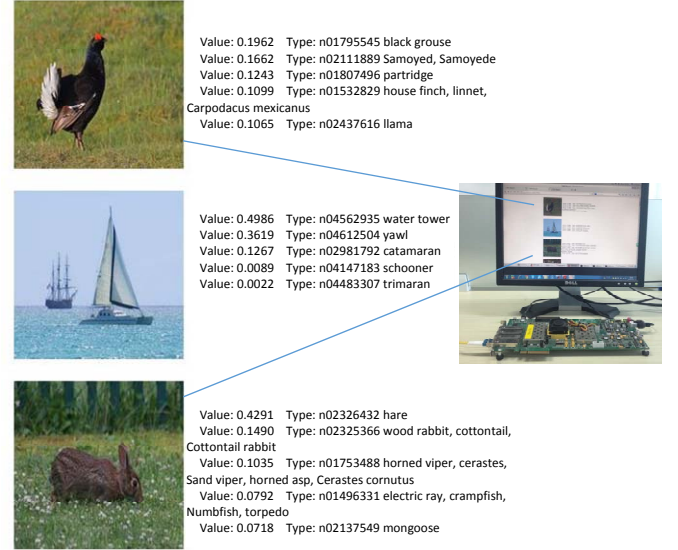 Value: 0.1962 Type: n01795545 black grouse
Value: 0.1662 Type: n02111889 Samoyed, Samoyede
Value: 0.1243 Type: n01807496 partridge
Value: 0.1099 Type: n01532829 house finch, linnet,
Carpodacus mexicanus
Value: 0.1065 Type: n02437616 llama
Value: 0.4986 Type: n04562935 water tower
Value: 0.3619 Type: n04612504 yawl
Value: 0.1267 Type: n02981792 catamaran
Value: 0.0089 Type: n04147183 schooner
Value: 0.0022 Type: n04483307 trimaran
DELL
Value: 0.4291 Type: n02326432 hare
Value: 0.1490 Type: n02325366 wood rabbit, cottontail,
Cottontail rabbit
Value: 0.1035 Type: n01753488 horned viper, cerastes,
Sand viper, horned asp, Cerastes cornutus
Value: 0.0792 Type: n01496331 electric ray, crampfish,
Numbfish, torpedo
Value: 0.0718 Type: n02137549 mongoose